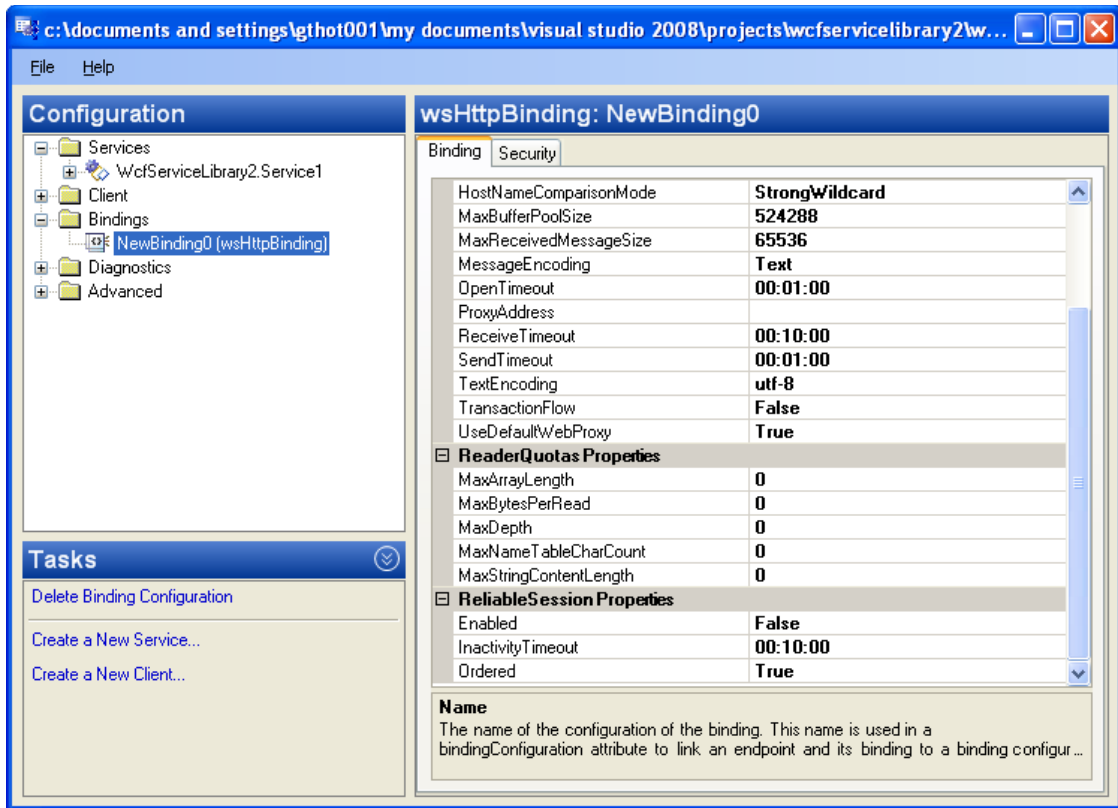 c:\documents and settings\gthot001\my documents\visual studio 2008\projects\wcfservicelibrary2\w...
File Help
Configuration
Services
WcfServiceLibrary2.Service1
Client
Bindings
NewBinding0 (wsHttpBinding)
Diagnostics
Advanced
Tasks
Delete Binding Configuration
Create a New Service...
Create a New Client...
wsHttpBinding: NewBinding0
Binding Security
HostNameComparisonMode StrongWildcard
MaxBufferPoolSize 524288
MaxReceivedMessageSize 65536
MessageEncoding Text
OpenTimeout 00:01:00
ProxyAddress
ReceiveTimeout 00:10:00
SendTimeout 00:01:00
TextEncoding utf-8
TransactionFlow False
UseDefaultWebProxy True
ReaderQuotas Properties
MaxArrayLength 0
MaxBytesPerRead 0
MaxDepth 0
MaxNameTableCharCount 0
MaxStringContentLength 0
ReliableSession Properties
Enabled False
InactivityTimeout 00:10:00
Ordered True
Name
The name of the configuration of the binding. This name is used in a
bindingConfiguration attribute to link an endpoint and its binding to a binding configur...